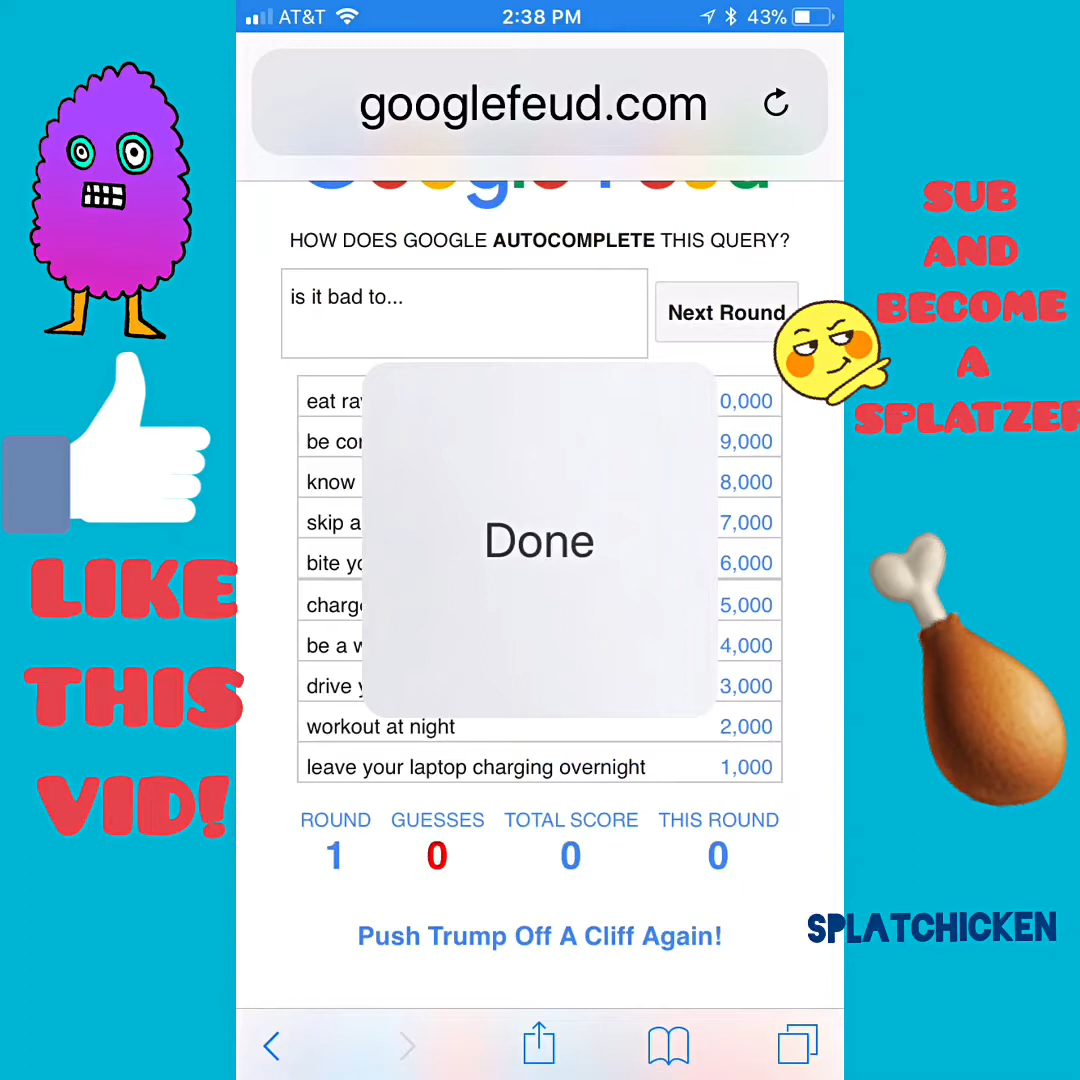 AT&T 2:38 PM 43%
googlefeud.com
HOW DOES GOOGLE AUTOCOMPLETE THIS QUERY?
is it bad to...
Next Round
eat 0,000
be 9,000
know 8,000
skip a 7,000
bite 6,000
5,000
be a 4,000
drive 3,000
workout at night 2,000
leave your laptop charging overnight 1,000
Done
ROUND GUESSES TOTAL SCORE THIS ROUND
1 0 0 0
Push Trump Off A Cliff Again!
LIKE
THIS
VID!
SUB
AND
BECOME
A
SPLATZER
SPLATCHICKEN